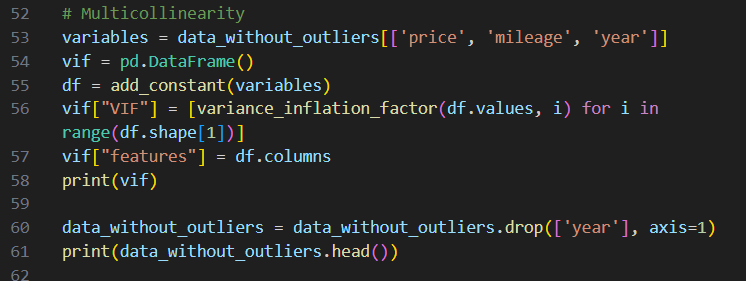 52 # Multicollinearity
53 variables = data_without_outliers[['price', 'mileage', 'year']]
54 vif = pd.DataFrame()
55 df = add_constant(variables)
56 vif["VIF"] = [variance_inflation_factor(df.values, i) for i in
range(df.shape[1])]
57 vif["features"] = df.columns
58 print(vif)
59
60 data_without_outliers = data_without_outliers.drop(['year'], axis=1)
61 print(data_without_outliers.head())
62